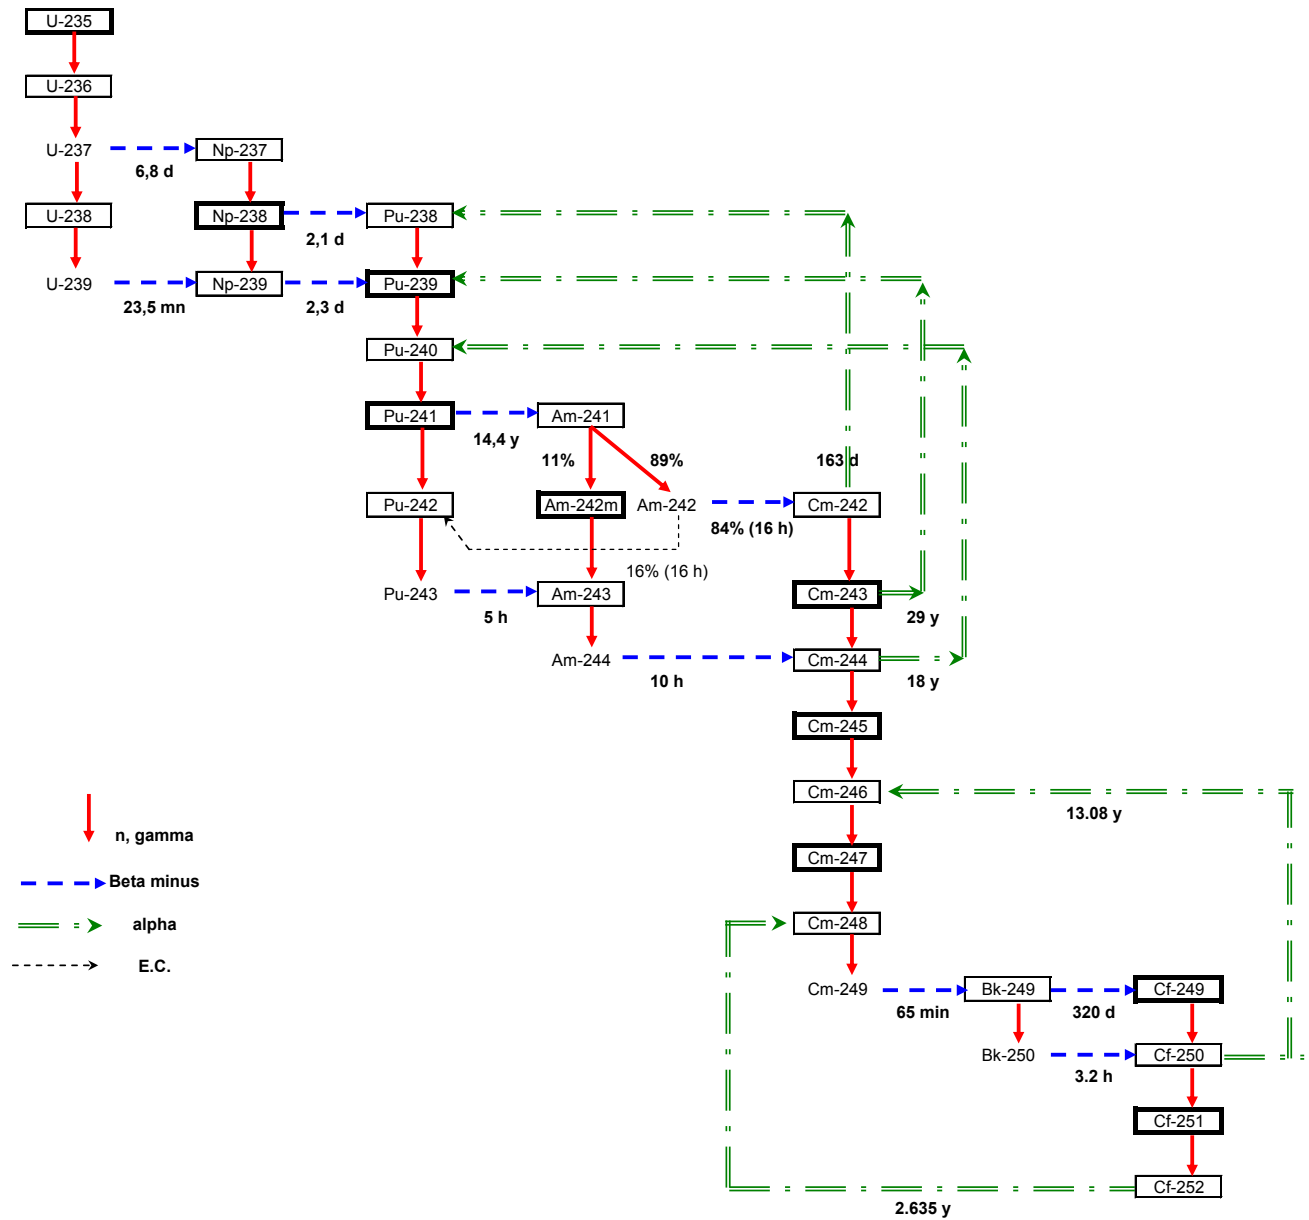 U-235
U-236
U-237
Np-237
6,8 d
U-238
Np-238
Pu-238
2,1 d
U-239
Np-239
Pu-239
23,5 mn
2,3 d
Pu-240
Pu-241
Am-241
14,4 y
11%
89%
163 d
Pu-242
Am-242m
Am-242
Cm-242
84% (16 h)
16% (16 h)
Pu-243
Am-243
Cm-243
5 h
29 y
Am-244
Cm-244
10 h
18 y
Cm-245
Cm-246
13.08 y
n, gamma
Cm-247
Beta minus
alpha
Cm-248
E.C.
Cm-249
Bk-249
Cf-249
65 min
320 d
Bk-250
Cf-250
3.2 h
Cf-251
Cf-252
2.635 y